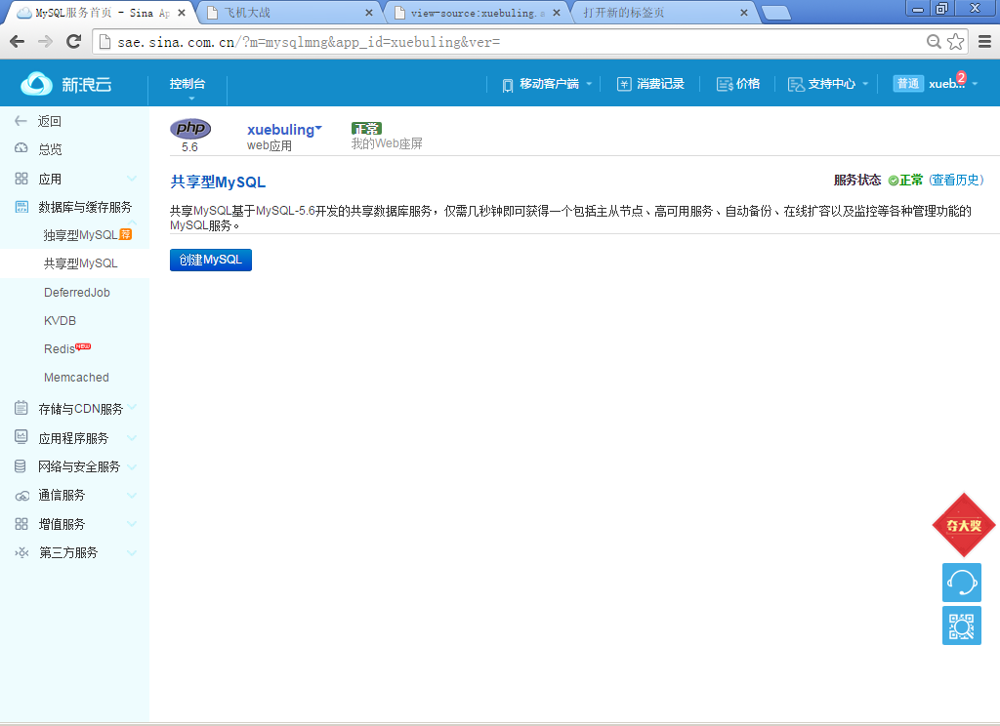 MySQL服务首页 - Sina Ap
飞机大战
view-source:xuebuling.s
打开新的标签页
sae.sina.com.cn/?m=mysqlmng&app_id=xuebuling&ver=
新浪云
控制台
移动客户端
消费记录
价格
支持中心
普通
xueb...
2
返回
总览
应用
数据库与缓存服务
独享型MySQL荐
共享型MySQL
DeferredJob
KVDB
Redis NEW
Memcached
存储与CDN服务
应用程序服务
网络与安全服务
通信服务
增值服务
第三方服务
php
5.6
xuebuling
web应用
正常
我的Web座屏
共享型MySQL
服务状态 正常 (查看历史)
共享MySQL基于MySQL-5.6开发的共享数据库服务，仅需几秒钟即可获得一个包括主从节点、高可用服务、自动备份、在线扩容以及监控等各种管理功能的
MySQL服务。
创建MySQL
夺大奖